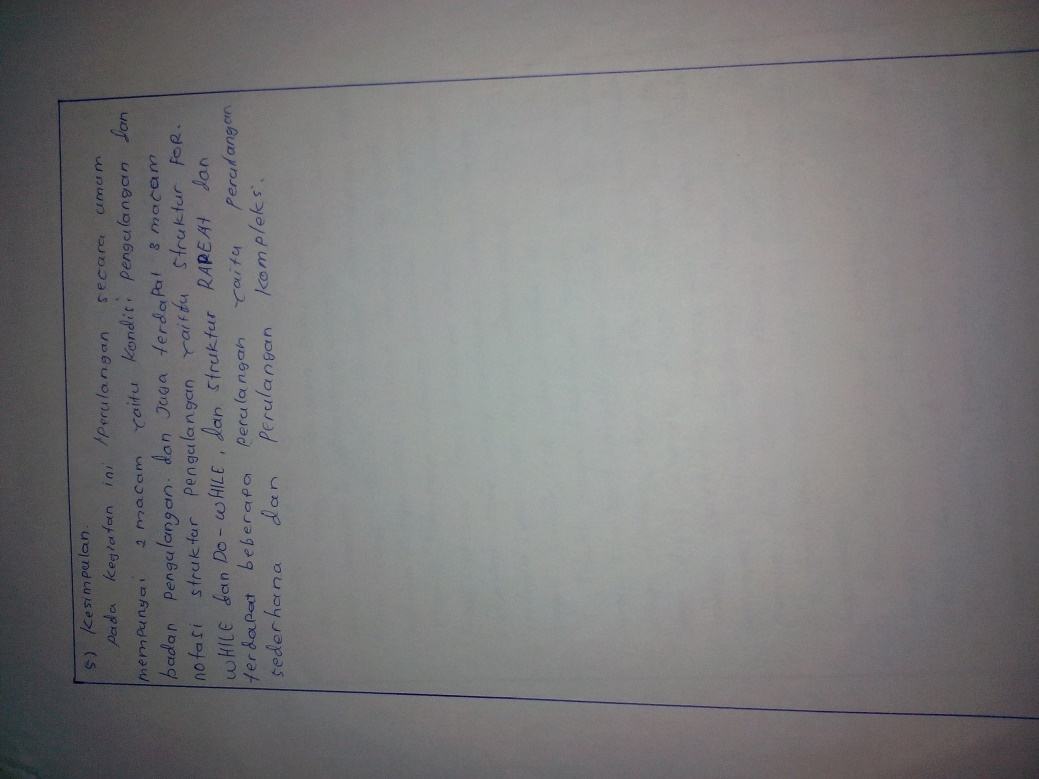 5) Kesimpulan.
Pada kegiatan ini perulangan secara umum
mempunyai 2 macam yaitu kondisi pengulangan dan
badan pengulangan. dan Juga terdapat 3 macam
notasi struktur pengulangan yaitu struktur FOR.
WHILE dan DO-WHILE, dan struktur RAPEAT dan
terdapat beberapa perulangan yaitu perulangan
sederhana dan perulangan kompleks.